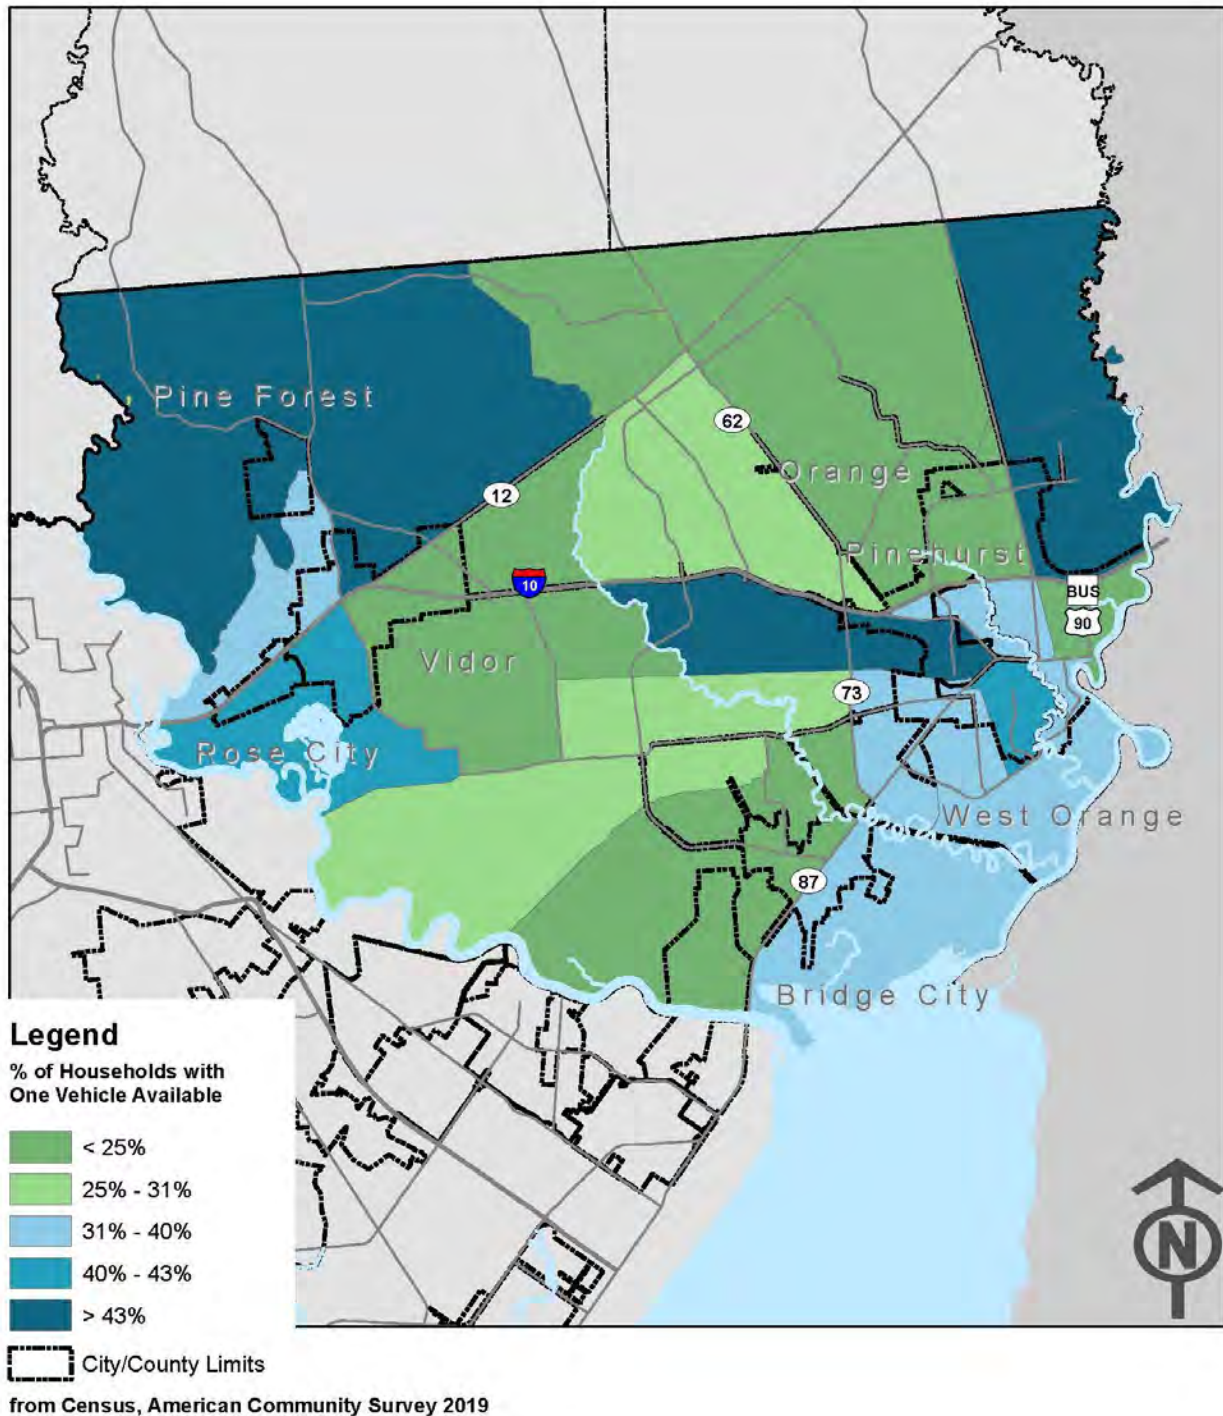 Pine Forest
62
Orange
12
Pinehurst
10
BUS
90
Vidor
73
Rose City
West Orange
87
Bridge City
Legend
% of Households with
One Vehicle Available
< 25%
25% - 31%
31% - 40%
40% - 43%
> 43%
City/County Limits
N
from Census, American Community Survey 2019